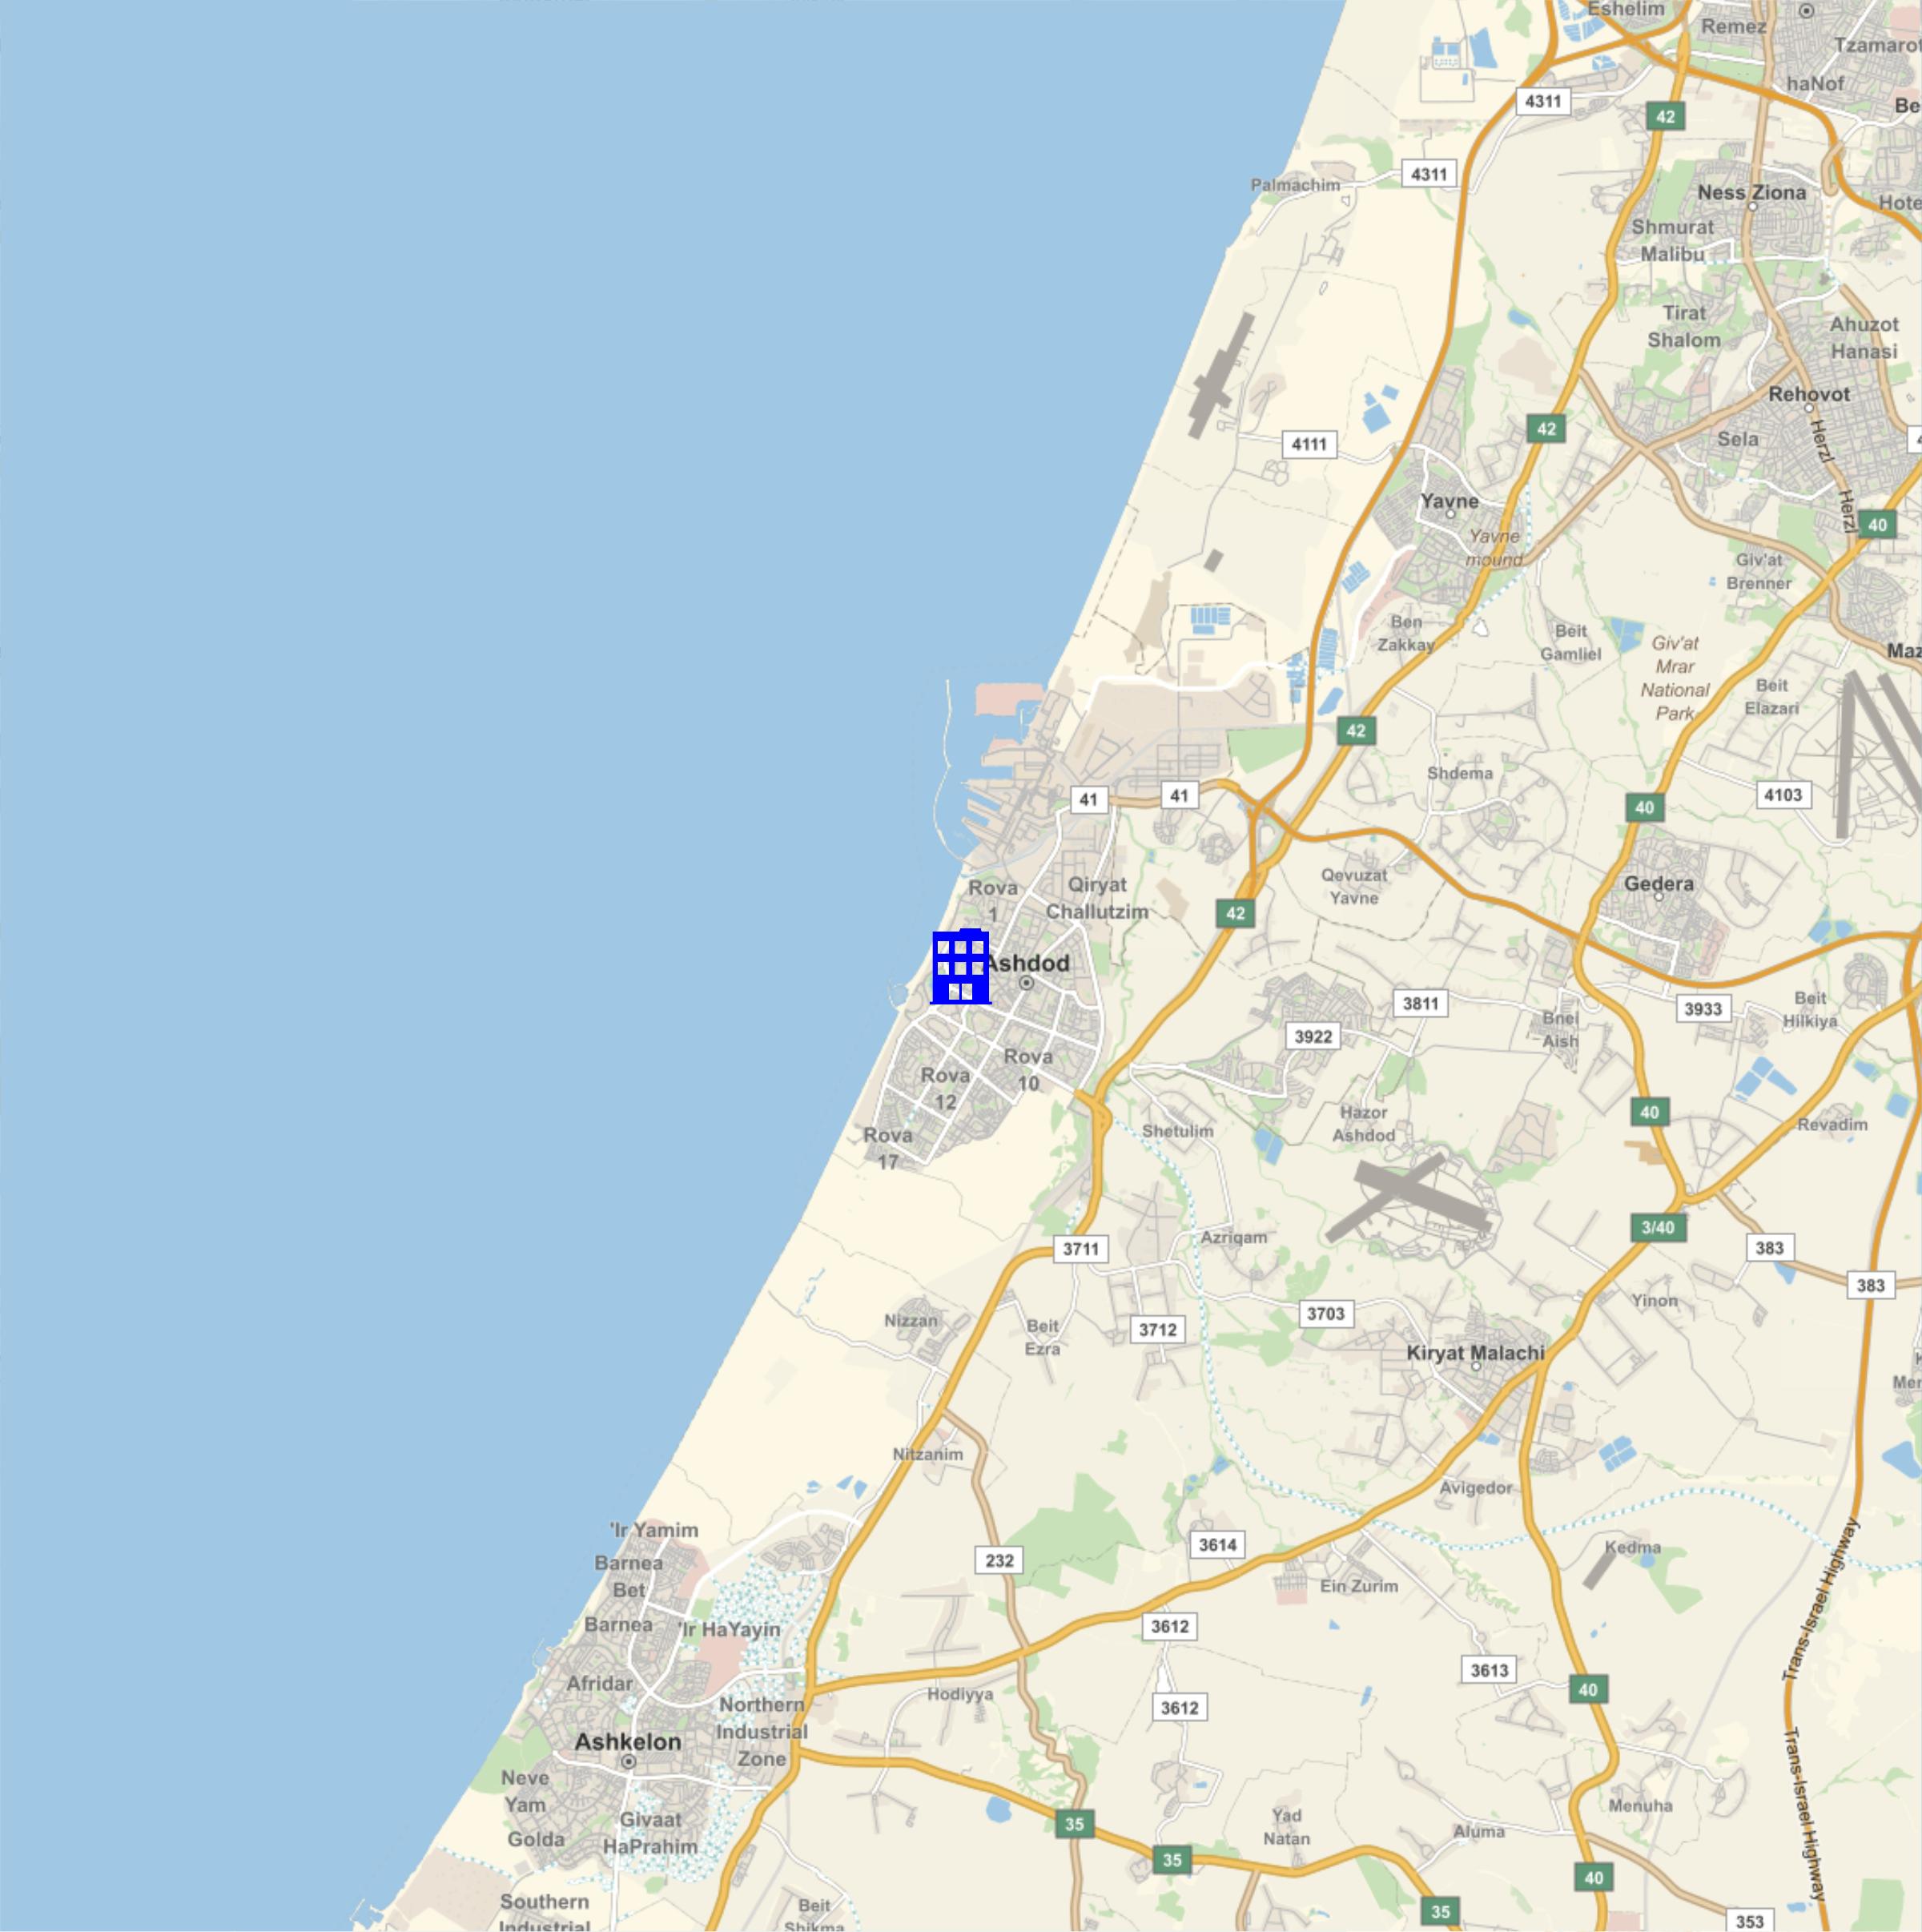 Eshelim
Remez
Tzamarot
haNof
Be
4311
42
4311
Palmachim
Ness Ziona
Hote
Shmurat
Malibu
Tirat
Shalom
Ahuzot
Hanasi
Rehovot
42
Sela
Herzl
4111
Yavne
Herzl
40
Yavne
mound
Giv'at
Brenner
Ben
Zakkay
Beit
Gamliel
Giv'at
Mrar
National
Park
Maz
Beit
Elazari
42
Shdema
41
41
40
4103
Rova
1
Qiryat
Challutzim
Qevuzat
Yavne
Gedera
42
Ashdod
3811
3933
Beit
Hilkiya
3922
Bnei
Aish
Rova
10
Rova
12
Hazor
Ashdod
40
Revadim
Shetulim
Rova
17
Azriqam
3/40
383
3711
383
Yinon
3703
Nizzan
Beit
Ezra
3712
Kiryat Malachi
Mer
Nitzanim
Avigedor
'Ir Yamim
Barnea
Bet
232
3614
Kedma
Ein Zurim
Trans-Israel Highway
Barnea
'Ir HaYayin
3612
Afridar
3613
Hodiyya
40
Northern
Industrial
Zone
3612
Ashkelon
Neve
Yam
Trans-Israel Highway
Givaat
HaPrahim
Golda
35
Yad
Natan
Menuha
Aluma
35
40
Southern
Industrial
Beit
Shikma
35
353